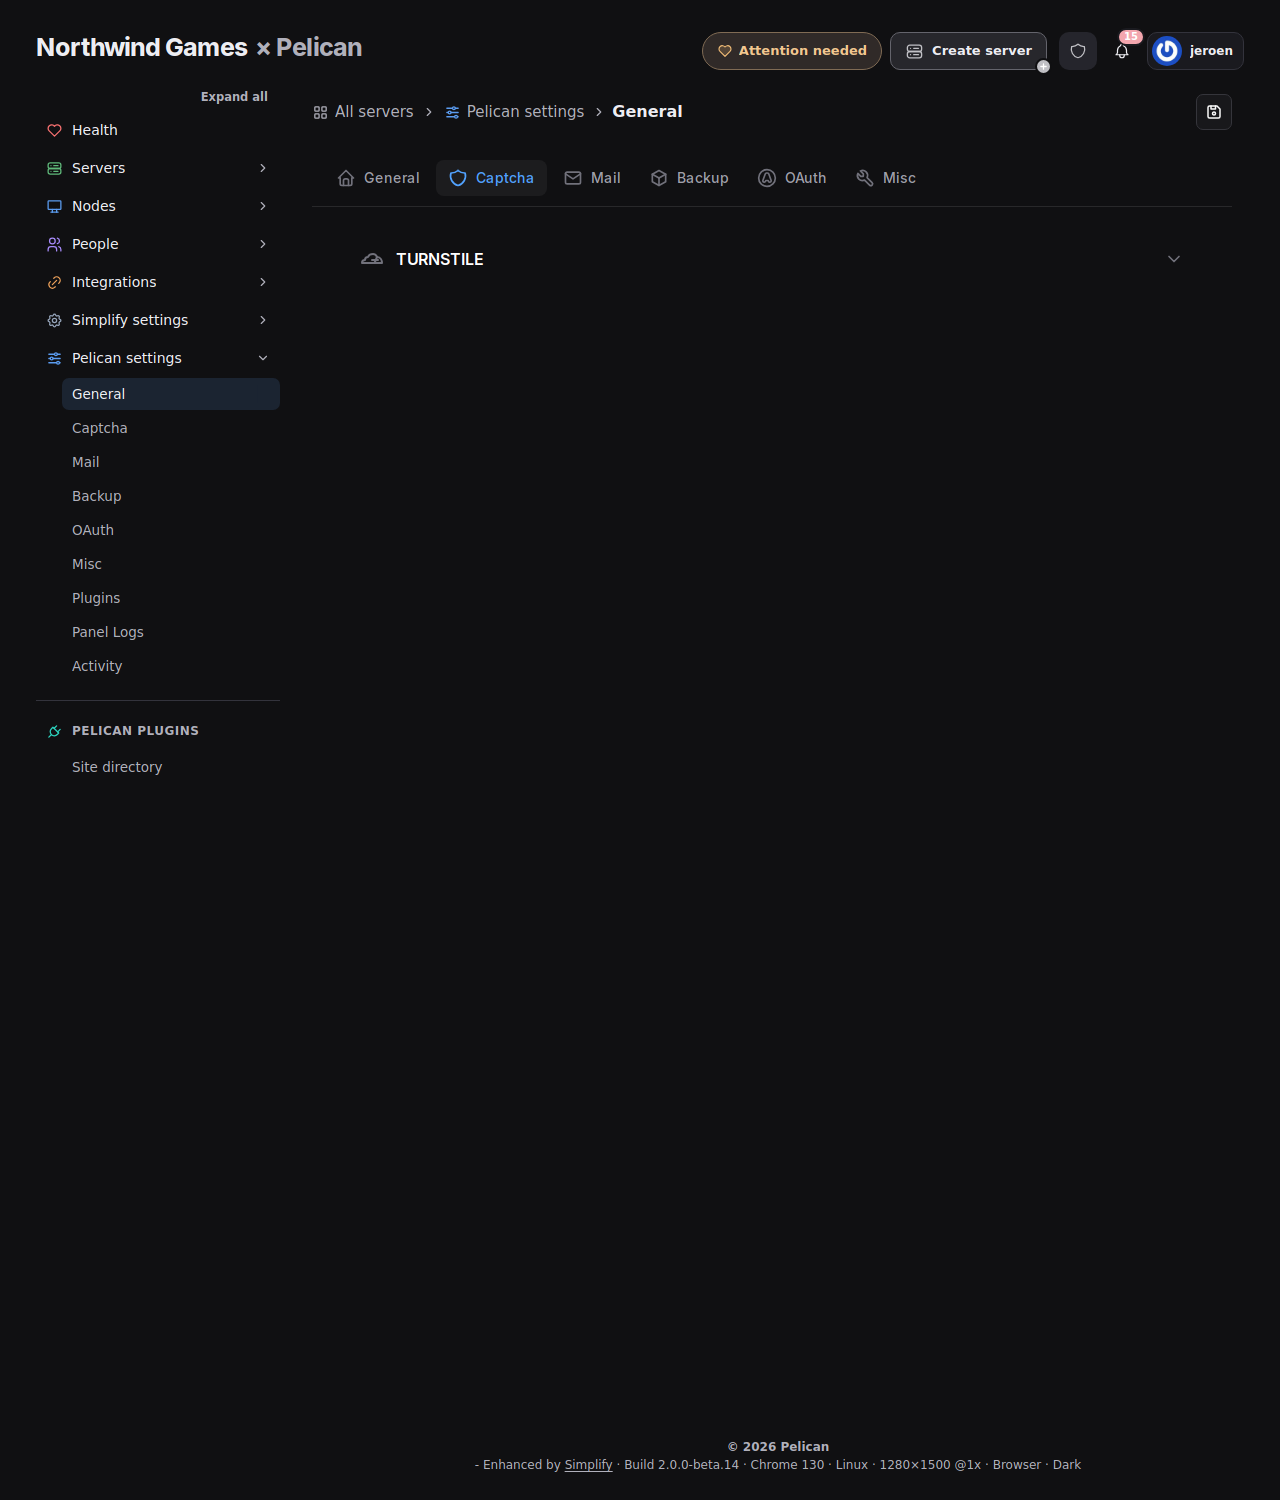 Northwind Games × Pelican
Attention needed
Create server
15
jeroen
Expand all
Health
Servers
Nodes
People
Integrations
Simplify settings
Pelican settings
General
Captcha
Mail
Backup
OAuth
Misc
Plugins
Panel Logs
Activity
PELICAN PLUGINS
Site directory
All servers > Pelican settings > General
General
Captcha
Mail
Backup
OAuth
Misc
TURNSTILE
© 2026 Pelican
- Enhanced by Simplify · Build 2.0.0-beta.14 · Chrome 130 · Linux · 1280×1500 @1x · Browser · Dark